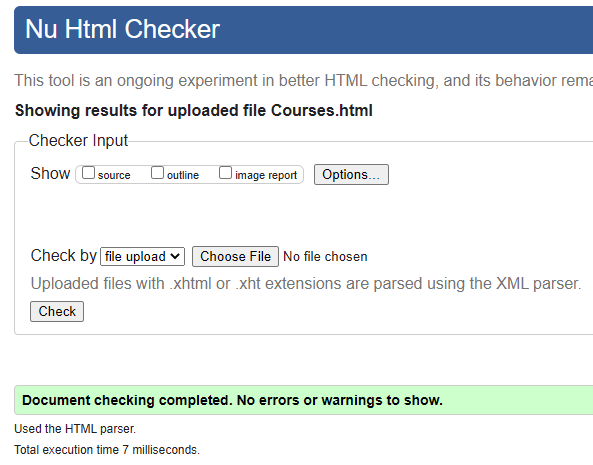 Nu Html Checker
This tool is an ongoing experiment in better HTML checking, and its behavior
Showing results for uploaded file Courses.html
Checker Input
Show source outline image report Options...
Check by file upload Choose File No file chosen
Uploaded files with .xhtml or .xht extensions are parsed using the XML parser.
Check
Document checking completed. No errors or warnings to show.
Used the HTML parser.
Total execution time 7 milliseconds.